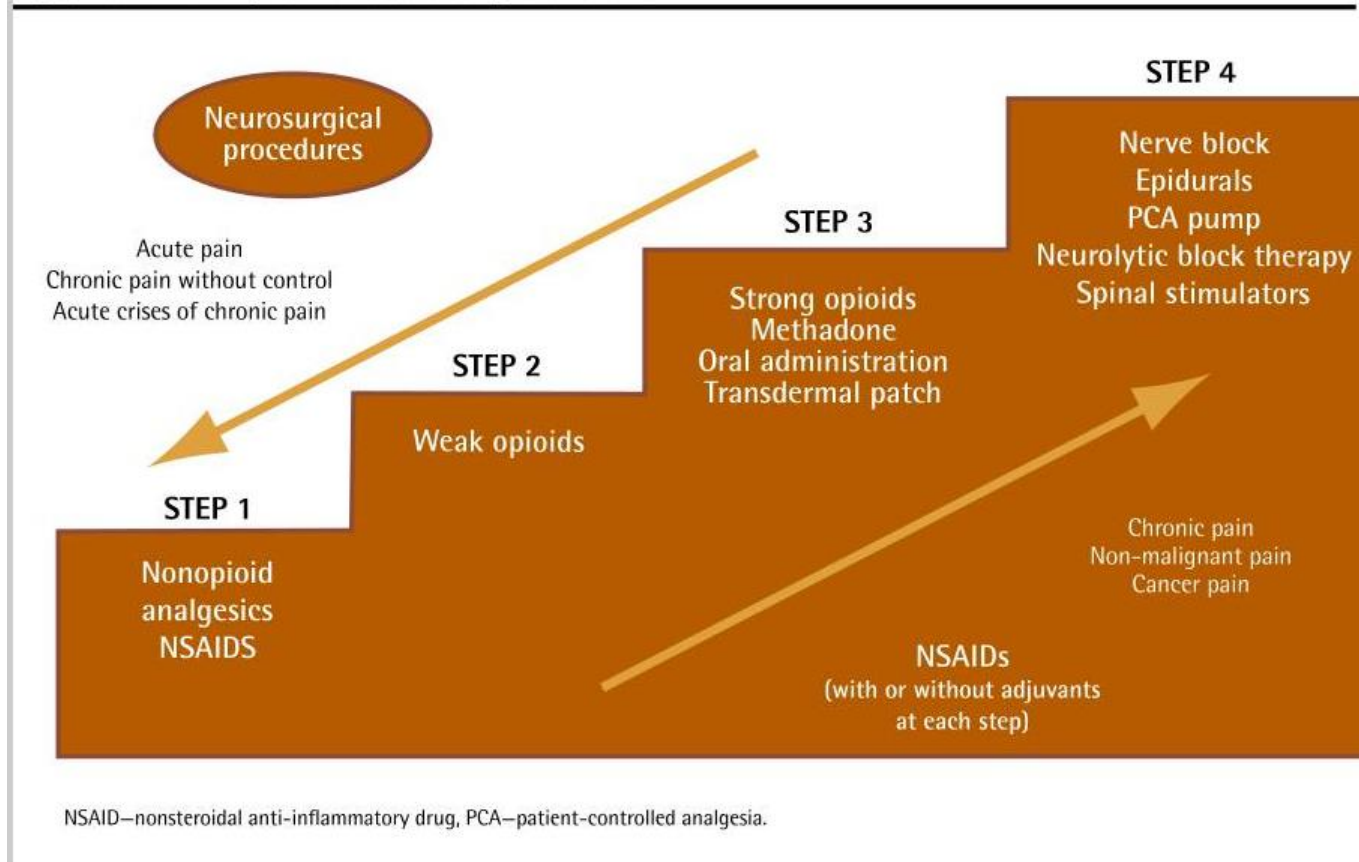 Neurosurgical
procedures
Acute pain
Chronic pain without control
Acute crises of chronic pain
STEP 1
Nonopioid
analgesics
NSAIDS
STEP 2
Weak opioids
STEP 3
Strong opioids
Methadone
Oral administration
Transdermal patch
STEP 4
Nerve block
Epidurals
PCA pump
Neurolytic block therapy
Spinal stimulators
Chronic pain
Non-malignant pain
Cancer pain
NSAIDs
(with or without adjuvants
at each step)
NSAID—nonsteroidal anti-inflammatory drug, PCA—patient-controlled analgesia.